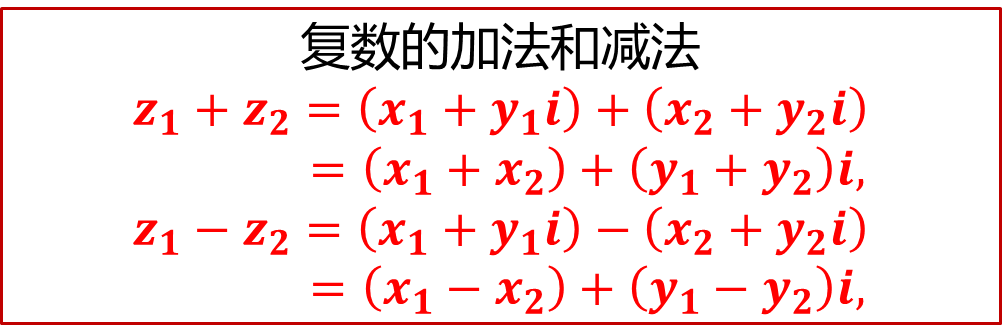 复数的加法和减法
z₁ + z₂ = (x₁ + y₁i) + (x₂ + y₂i)
= (x₁ + x₂) + (y₁ + y₂)i,
z₁ − z₂ = (x₁ + y₁i) − (x₂ + y₂i)
= (x₁ − x₂) + (y₁ − y₂)i,